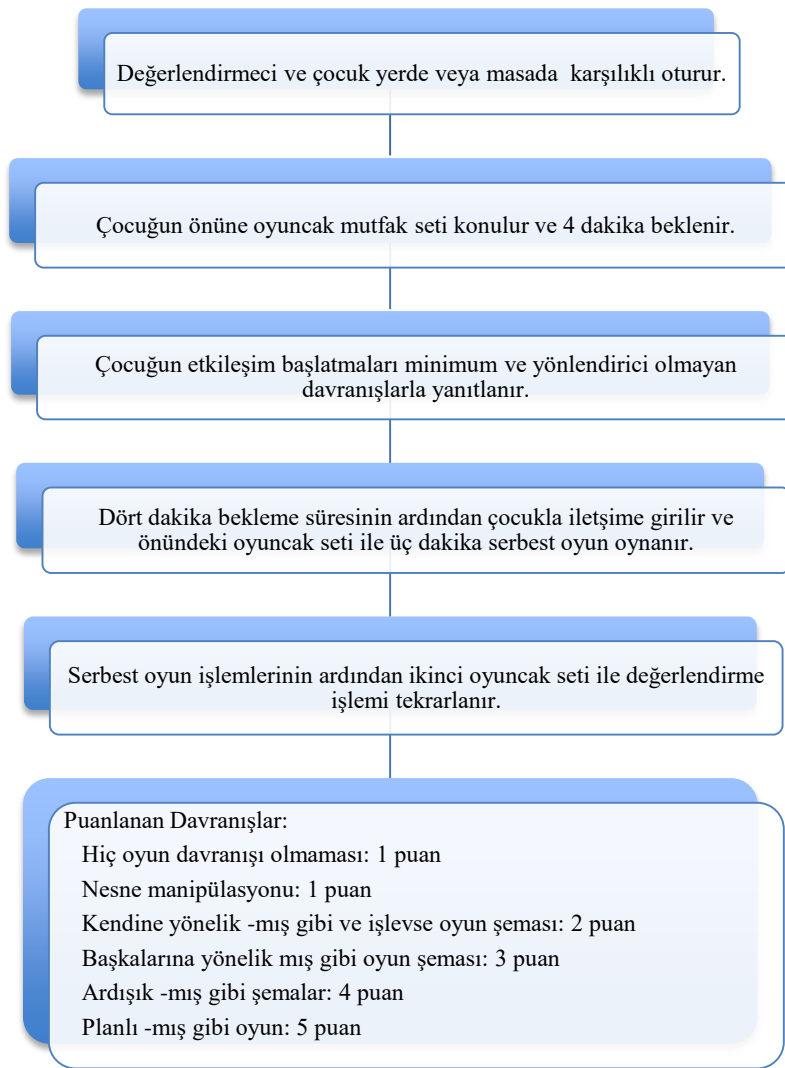 Değerlendirmeci ve çocuk yerde veya masada karşılıklı oturur.
Çocuğun önüne oyuncak mutfak seti konulur ve 4 dakika beklenir.
Çocuğun etkileşim başlatmaları minimum ve yönlendirici olmayan
davranışlarla yanıtlanır.
Dört dakika bekleme süresinin ardından çocukla iletşime girilir ve
önündeki oyuncak seti ile üç dakika serbest oyun oynanır.
Serbest oyun işlemlerinin ardından ikinci oyuncak seti ile değerlendirme
işlemi tekrarlanır.
Puanlanan Davranışlar:
Hiç oyun davranışı olmaması: 1 puan
Nesne manipülasyonu: 1 puan
Kendine yönelik -mış gibi ve işlevse oyun şeması: 2 puan
Başkalarına yönelik mış gibi oyun şeması: 3 puan
Ardışık -mış gibi şemalar: 4 puan
Planlı -mış gibi oyun: 5 puan